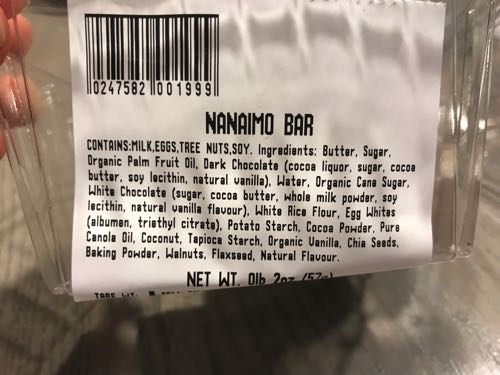 0247582 001999
NANAIMO BAR
CONTAINS:MILK,EGGS,TREE NUTS,SOY. Ingredients: Butter, Sugar,
Organic Palm Fruit Oil, Dark Chocolate (cocoa liquor, sugar, cocoa
butter, soy lecithin, natural vanilla), Water, Organic Cane Sugar,
White Chocolate (sugar, cocoa butter, whole milk powder, soy
lecithin, natural vanilla flavour), White Rice Flour, Egg Whites
(albumen, triethyl citrate), Potato Starch, Cocoa Powder, Pure
Canola Oil, Coconut, Tapioca Starch, Organic Vanilla, Chia Seeds,
Baking Powder, Walnuts, Flaxseed, Natural Flavour.
NET WT. 0lb 2oz (57g)
TARE WT: